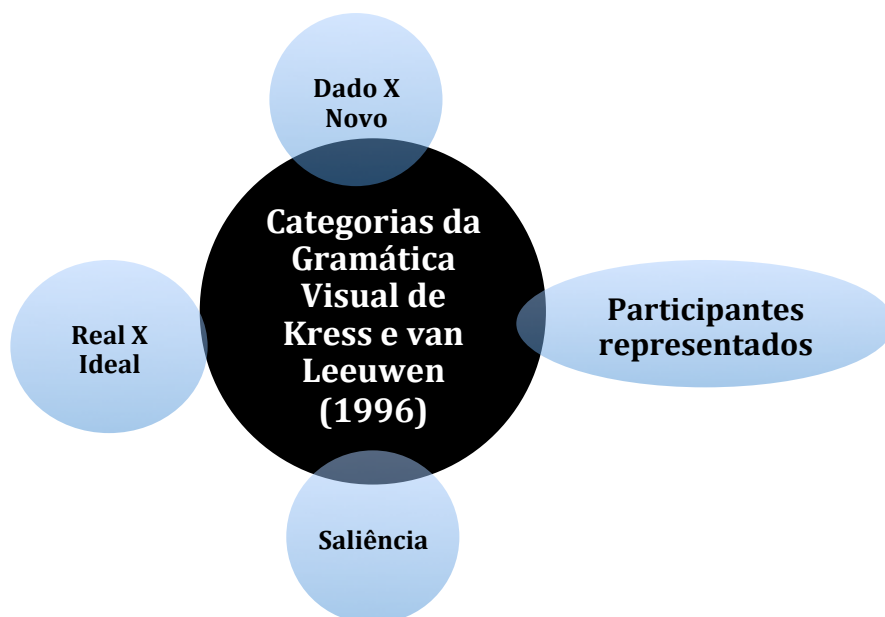 Dado X
Novo
Categorias da
Gramática
Visual de
Kress e van
Leeuwen
(1996)
Real X
Ideal
Participantes
representados
Saliência